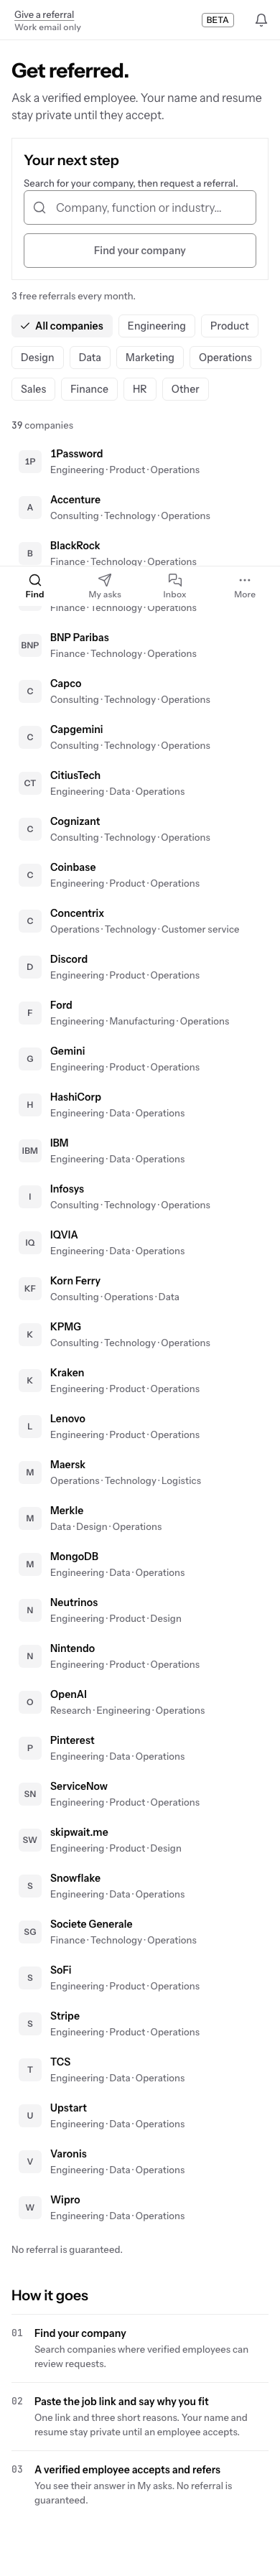 Give a referral
Work email only
BETA
Get referred.
Ask a verified employee. Your name and resume
stay private until they accept.
Your next step
Search for your company, then request a referral.
Company, function or industry...
Find your company
3 free referrals every month.
All companies
Engineering
Product
Design
Data
Marketing
Operations
Sales
Finance
HR
Other
39 companies
1P
1Password
Engineering · Product · Operations
A
Accenture
Consulting · Technology · Operations
B
BlackRock
Finance · Technology · Operations
Find
My asks
Inbox
More
Finance · Technology · Operations
BNP
BNP Paribas
Finance · Technology · Operations
C
Capco
Consulting · Technology · Operations
C
Capgemini
Consulting · Technology · Operations
CT
CitiusTech
Engineering · Data · Operations
C
Cognizant
Consulting · Technology · Operations
C
Coinbase
Engineering · Product · Operations
C
Concentrix
Operations · Technology · Customer service
D
Discord
Engineering · Product · Operations
F
Ford
Engineering · Manufacturing · Operations
G
Gemini
Engineering · Product · Operations
H
HashiCorp
Engineering · Data · Operations
IBM
IBM
Engineering · Data · Operations
I
Infosys
Consulting · Technology · Operations
IQ
IQVIA
Engineering · Data · Operations
KF
Korn Ferry
Consulting · Operations · Data
K
KPMG
Consulting · Technology · Operations
K
Kraken
Engineering · Product · Operations
L
Lenovo
Engineering · Product · Operations
M
Maersk
Operations · Technology · Logistics
M
Merkle
Data · Design · Operations
M
MongoDB
Engineering · Data · Operations
N
Neutrinos
Engineering · Product · Design
N
Nintendo
Engineering · Product · Operations
O
OpenAI
Research · Engineering · Operations
P
Pinterest
Engineering · Data · Operations
SN
ServiceNow
Engineering · Product · Operations
SW
skipwait.me
Engineering · Product · Design
S
Snowflake
Engineering · Data · Operations
SG
Societe Generale
Finance · Technology · Operations
S
SoFi
Engineering · Product · Operations
S
Stripe
Engineering · Product · Operations
T
TCS
Engineering · Data · Operations
U
Upstart
Engineering · Data · Operations
V
Varonis
Engineering · Data · Operations
W
Wipro
Engineering · Data · Operations
No referral is guaranteed.
How it goes
01
Find your company
Search companies where verified employees can
review requests.
02
Paste the job link and say why you fit
One link and three short reasons. Your name and
resume stay private until an employee accepts.
03
A verified employee accepts and refers
You see their answer in My asks. No referral is
guaranteed.